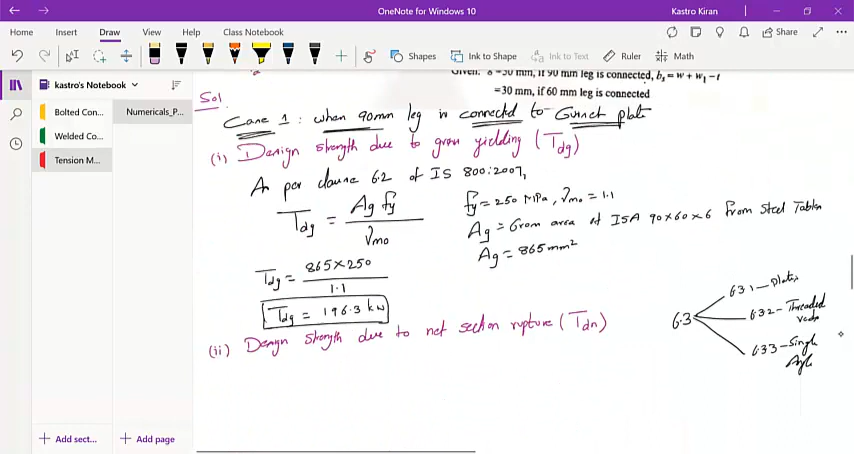 OneNote for Windows 10
Kastro Kiran
Home Insert Draw View Help Class Notebook
Share
Shapes Ink to Shape Ink to Text Ruler Math
kastro's Notebook
Bolted Con...
Welded Co...
Tension M...
Numericals_P...
Given: g = 50 mm, if 90 mm leg is connected, bs = w + w1 − t
=30 mm, if 60 mm leg is connected
Sol
Case 1 : when 90mm leg is connected to Gusset plate
(i) Design strength due to gross yielding (Tdg)
As per clause 6.2 of IS 800:2007,
Tdg = Ag fy / γmo
fy = 250 MPa, γmo = 1.1
Ag = Gross area of ISA 90×60×6 from Steel Tables
Ag = 865 mm²
Tdg = 865×250 / 1.1
Tdg = 196.3 kN
(ii) Design strength due to net section rupture (Tdn)
6.3
6.3.1 – Plates
6.3.2 – Threaded rods
6.3.3 – Single Angle
+ Add sect...
+ Add page